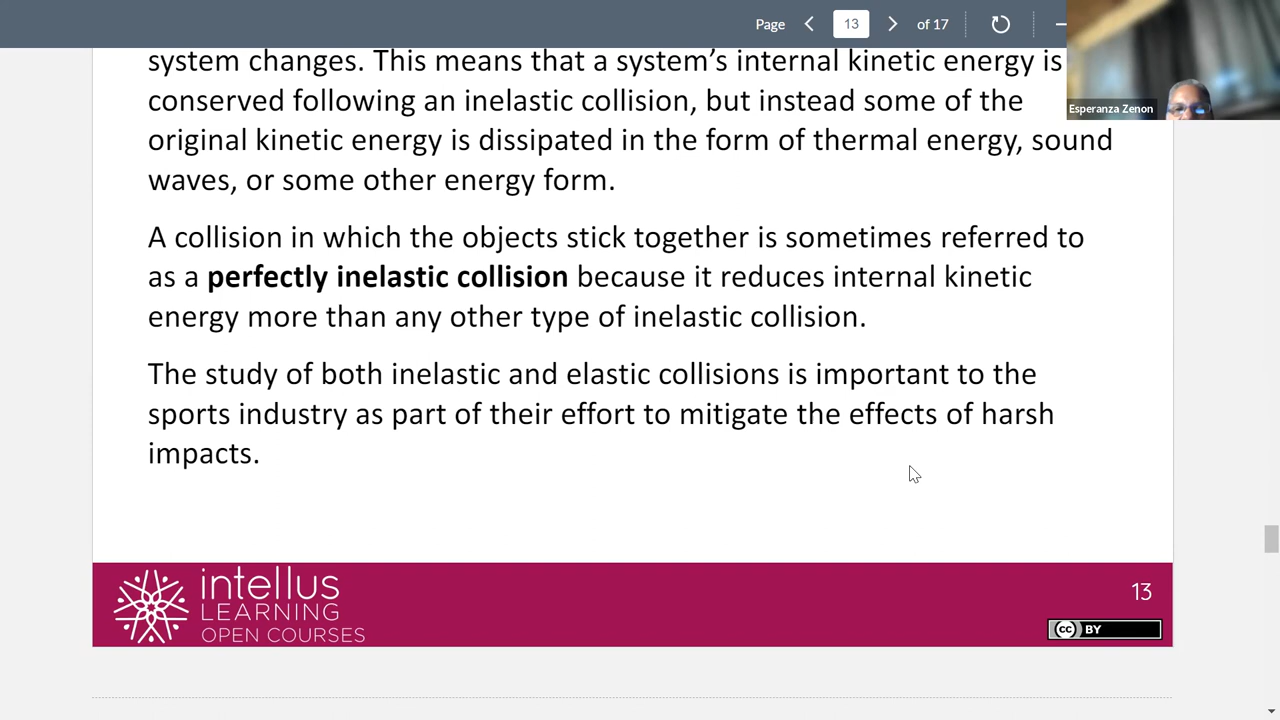 Page 13 of 17
Esperanza Zenon
system changes. This means that a system’s internal kinetic energy is
conserved following an inelastic collision, but instead some of the
original kinetic energy is dissipated in the form of thermal energy, sound
waves, or some other energy form.
A collision in which the objects stick together is sometimes referred to
as a perfectly inelastic collision because it reduces internal kinetic
energy more than any other type of inelastic collision.
The study of both inelastic and elastic collisions is important to the
sports industry as part of their effort to mitigate the effects of harsh
impacts.
intellus
LEARNING
OPEN COURSES
13
cc BY